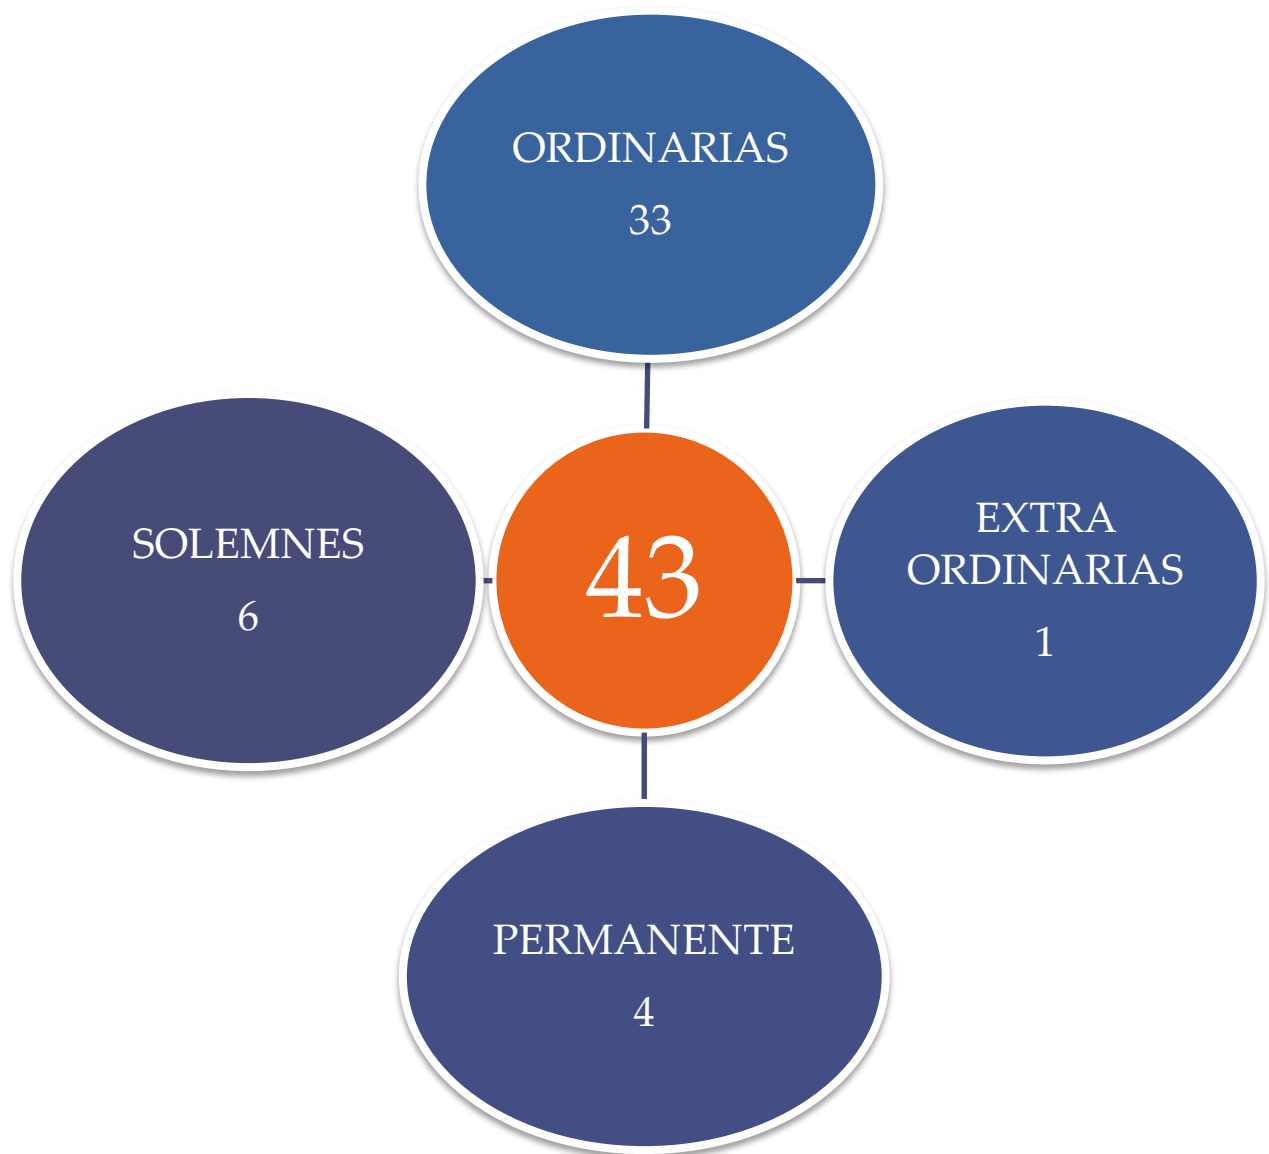 ORDINARIAS
33
SOLEMNES
6
43
EXTRA
ORDINARIAS
1
PERMANENTE
4